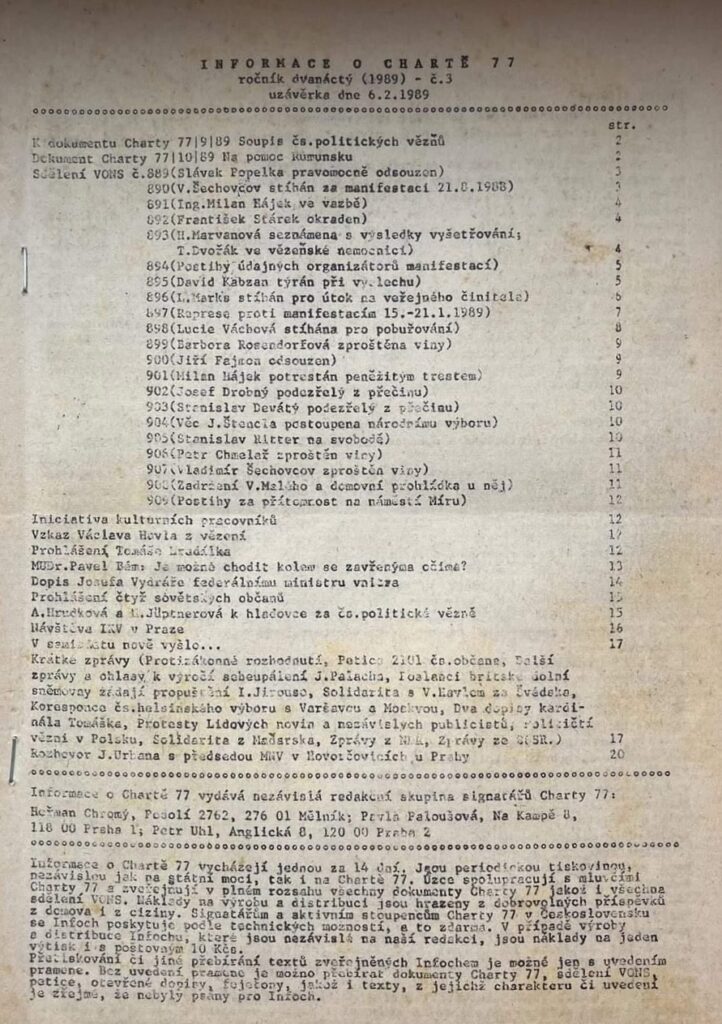 INFORMACE O CHARTĚ 77
ročník dvanáctý (1989) - č.3
uzávěrka dne 6.2.1989
str.
K dokumentu Charty 77|9|89 Soupis čs.politických vězňů 2
Dokument Charty 77|10|89 Na pomoc Rumunsku 2
Sdělení VONS č.889(Slávek Popelka pravomocně odsouzen) 3
890(V.Šechovcov stíhán za manifestaci 21.8.1988) 3
891(Ing.Milan Hájek ve vazbě) 4
892(František Stárek okraden) 4
893(H.Marvanová seznámena s výsledky vyšetřování;
T.Dvořák ve vězeňské nemocnici) 4
894(Postihy údajných organizátorů manifestací) 5
895(David Kabzan týrán při výslechu) 5
896(L.Marks stíhán pro útok na veřejného činitele) 6
897(Represe proti manifestacím 15.-21.1.1989) 7
898(Lucie Váchová stíhána pro pobuřování) 8
899(Barbora Rosendorfová zproštěna viny) 9
900(Jiří Fajmon odsouzen) 9
901(Milan Hájek potrestán peněžitým trestem) 9
902(Josef Drobný podezřelý z přečinu) 10
903(Stanislav Devátý podezřelý z přečinu) 10
904(Věc J.Štencla postoupena národnímu výboru) 10
905(Stanislav Ritter na svobodě) 10
906(Petr Chmelař zproštěn viny) 11
907(Vladimír Šechovcov zproštěn viny) 11
908(Zadržení V.Malého a domovní prohlídka u něj) 11
909(Postihy za přítomnost na náměstí Míru) 12
Iniciativa kulturních pracovníků 12
Vzkaz Václava Havla z vězení 12
Prohlášení Tomáše Hradílka 12
MUDr.Pavel Bém: Je možné chodit kolem se zavřenýma očima? 13
Dopis Josefa Vydráře federálnímu ministru vnitra 14
Prohlášení čtyř sovětských občanů 15
A.Hrudková a H.Jüptnerová k hladovce za čs.politické vězně 15
Návštěva IKV v Praze 16
V samizdatu nově vyšlo... 17
Krátké zprávy (Protizákonné rozhodnutí, Petice 2101 čs.občanů, Další
zprávy a ohlasy k výročí sebeupálení J.Palacha, Poslanci britské dolní
sněmovny žádají propuštění I.Jirouse, Solidarita s V.Havlem ze Švédska,
Koresponce čs.helsinského výboru s Varšavou a Moskvou, Dva dopisy kardi-
nála Tomáška, Protesty Lidových novin a nezávislých publicistů, Političtí
vězni v Polsku, Solidarita z Maďarska, Zprávy z NDR, Zprávy ze SSSR.) 17
Rozhovor J.Urbana s předsedou MNV v Hovorčovicích u Prahy 20
Informace o Chartě 77 vydává nezávislá redakční skupina signatářů Charty 77:
Heřman Chromý, Fesolí 2762, 276 01 Mělník; Pavla Paloušová, Na Kampě 8,
118 00 Praha 1; Petr Uhl, Anglická 8, 120 00 Praha 2
Informace o Chartě 77 vycházejí jednou za 14 dní. Jsou periodickou tiskovinou,
nezávislou jak na státní moci, tak i na Chartě 77. Úzce spolupracují s mluvčími
Charty 77 a zveřejňují v plném rozsahu všechny dokumenty Charty 77 jakož i všechna
sdělení VONS. Náklady na výrobu a distribuci jsou hrazeny z dobrovolných příspěvků
z domova i z ciziny. Signatářům a aktivním stoupencům Charty 77 v Československu
se Infoch poskytuje podle technických možností, a to zdarma. V případě výroby
a distribuce Infochu, které jsou nezávislé na naší redakci, jsou náklady na jeden
výtisk i s poštovným 10 Kčs.
Přetiskování či jiné přebírání textů zveřejněných Infochem je možné jen s uvedením
pramene. Bez uvedení pramene je možno přebírat dokumenty Charty 77, sdělení VONS,
petice, otevřené dopisy, fejetony, jakož i texty, z jejichž charakteru či uvedení
je zřejmé, že nebyly psány pro Infoch.